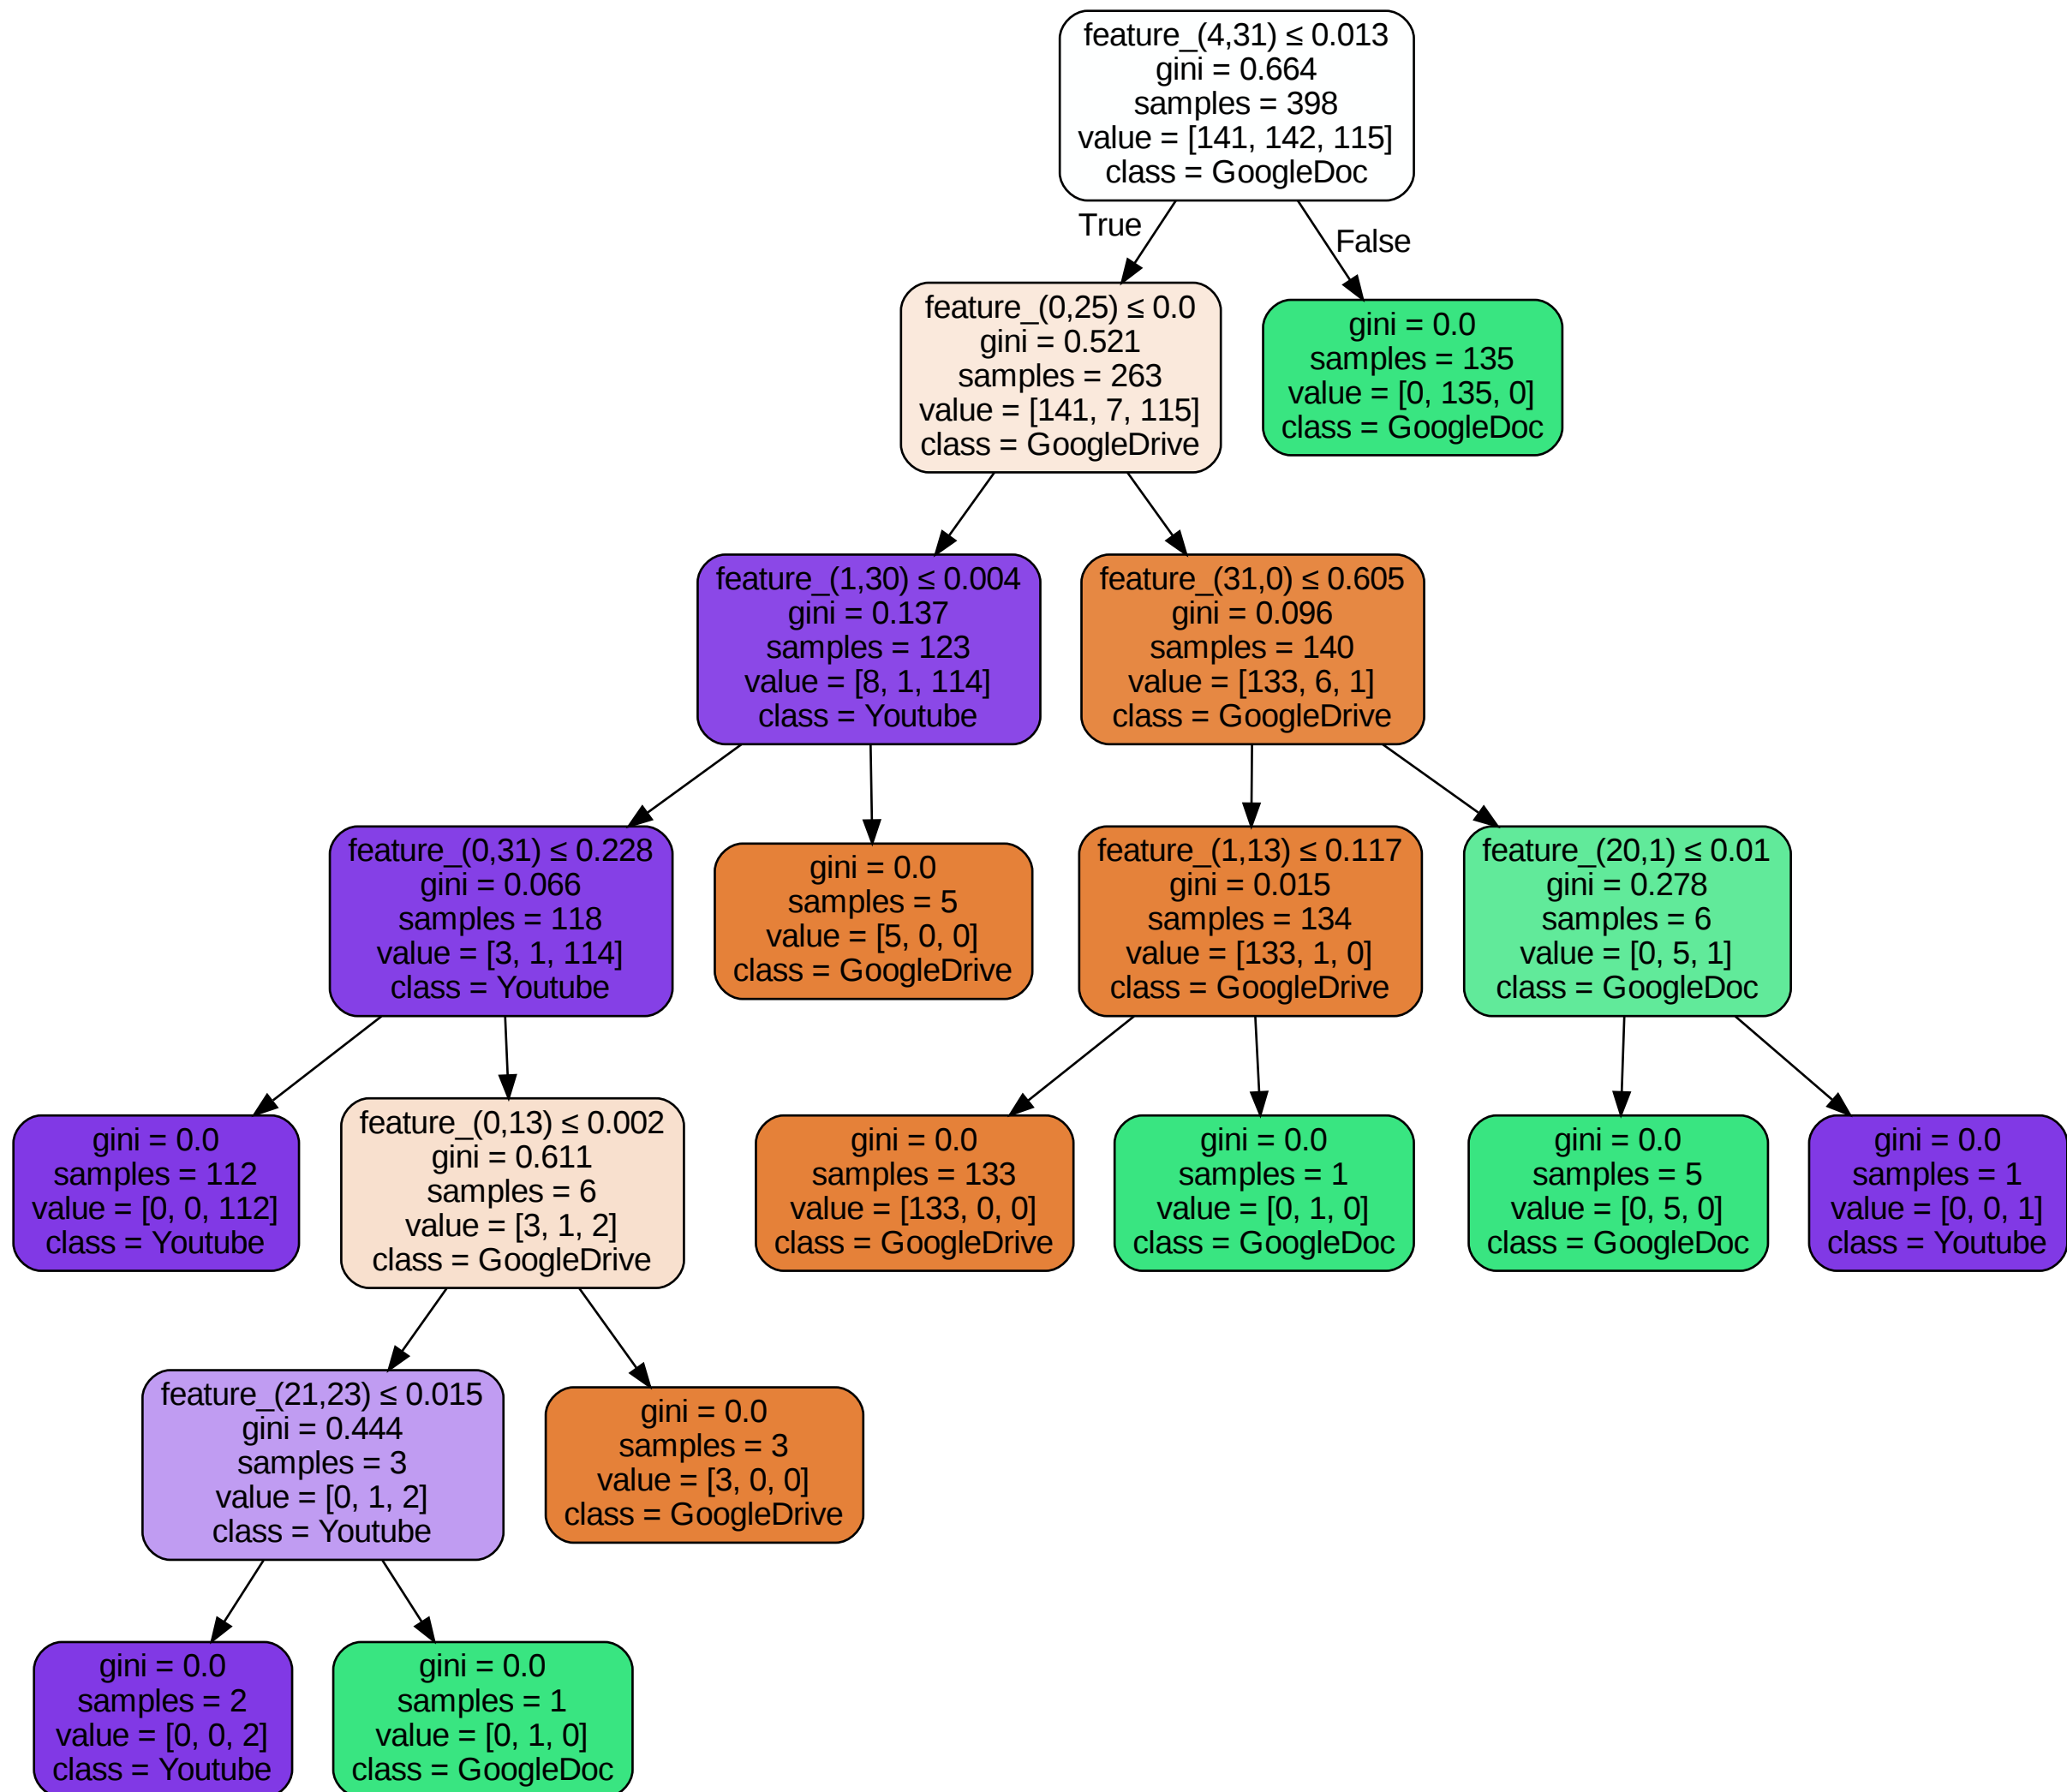 feature_(4,31) ≤ 0.013
gini = 0.664
samples = 398
value = [141, 142, 115]
class = GoogleDoc
True
False
feature_(0,25) ≤ 0.0
gini = 0.521
samples = 263
value = [141, 7, 115]
class = GoogleDrive
gini = 0.0
samples = 135
value = [0, 135, 0]
class = GoogleDoc
feature_(1,30) ≤ 0.004
gini = 0.137
samples = 123
value = [8, 1, 114]
class = Youtube
feature_(31,0) ≤ 0.605
gini = 0.096
samples = 140
value = [133, 6, 1]
class = GoogleDrive
feature_(0,31) ≤ 0.228
gini = 0.066
samples = 118
value = [3, 1, 114]
class = Youtube
gini = 0.0
samples = 5
value = [5, 0, 0]
class = GoogleDrive
feature_(1,13) ≤ 0.117
gini = 0.015
samples = 134
value = [133, 1, 0]
class = GoogleDrive
feature_(20,1) ≤ 0.01
gini = 0.278
samples = 6
value = [0, 5, 1]
class = GoogleDoc
gini = 0.0
samples = 112
value = [0, 0, 112]
class = Youtube
feature_(0,13) ≤ 0.002
gini = 0.611
samples = 6
value = [3, 1, 2]
class = GoogleDrive
gini = 0.0
samples = 133
value = [133, 0, 0]
class = GoogleDrive
gini = 0.0
samples = 1
value = [0, 1, 0]
class = GoogleDoc
gini = 0.0
samples = 5
value = [0, 5, 0]
class = GoogleDoc
gini = 0.0
samples = 1
value = [0, 0, 1]
class = Youtube
feature_(21,23) ≤ 0.015
gini = 0.444
samples = 3
value = [0, 1, 2]
class = Youtube
gini = 0.0
samples = 3
value = [3, 0, 0]
class = GoogleDrive
gini = 0.0
samples = 2
value = [0, 0, 2]
class = Youtube
gini = 0.0
samples = 1
value = [0, 1, 0]
class = GoogleDoc